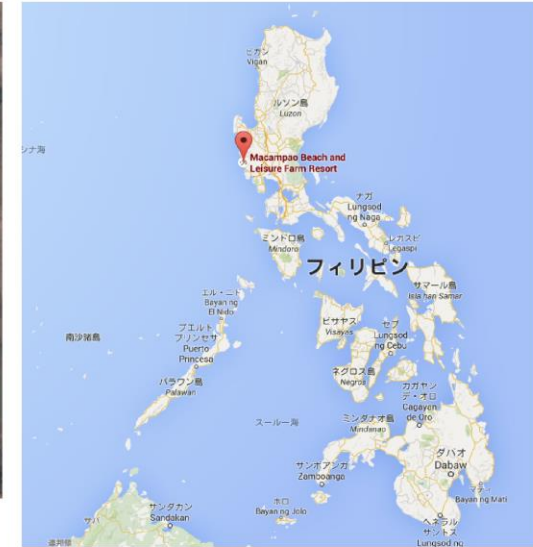 ビガン
Vigan
ルソン島
Luzon
シナ海
Macampao Beach and
Leisure Farm Resort
ナガ
Lungsod
ng Naga
レガスピ
Legaspi
ミンドロ島
Mindoro
フィリピン
サマール島
Isla han Samar
エル・ニド
Bayan ng
El Nido
ビサヤス
Visayas
セブ
Lungsod
ng Cebu
南沙諸島
プエルト
プリンセサ
Puerto
Princesa
ネグロス島
Negros
パラワン島
Palawan
カガヤン
デ・オロ
Cagayan
de Oro
スールー海
ミンダナオ島
Mindanao
ダバオ
Dabaw
サンボアンガ
Zamboanga
マティ
Bayan ng Mati
ホロ
Bayan ng Jolo
サンダカン
Sandakan
サバ
ヘネラル
サントス
Lungsod ng